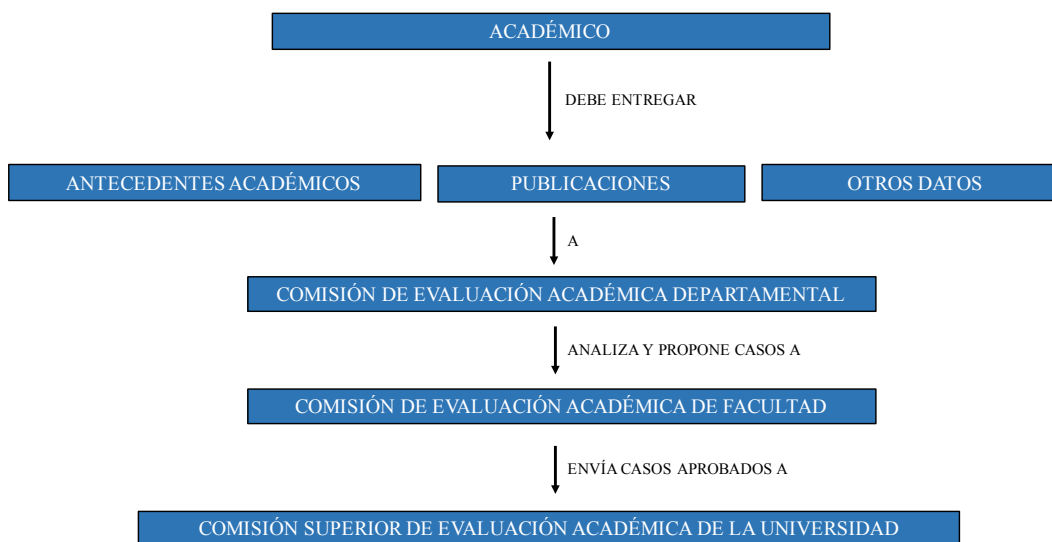 ACADÉMICO
DEBE ENTREGAR
ANTECEDENTES ACADÉMICOS
PUBLICACIONES
OTROS DATOS
A
COMISIÓN DE EVALUACIÓN ACADÉMICA DEPARTAMENTAL
ANALIZA Y PROPONE CASOS A
COMISIÓN DE EVALUACIÓN ACADÉMICA DE FACULTAD
ENVÍA CASOS APROBADOS A
COMISIÓN SUPERIOR DE EVALUACIÓN ACADÉMICA DE LA UNIVERSIDAD